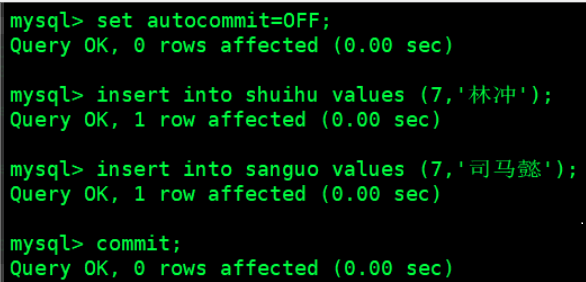 mysql> set autocommit=OFF;
Query OK, 0 rows affected (0.00 sec)
mysql> insert into shuihu values (7,'林冲');
Query OK, 1 row affected (0.00 sec)
mysql> insert into sanguo values (7,'司马懿');
Query OK, 1 row affected (0.00 sec)
mysql> commit;
Query OK, 0 rows affected (0.00 sec)